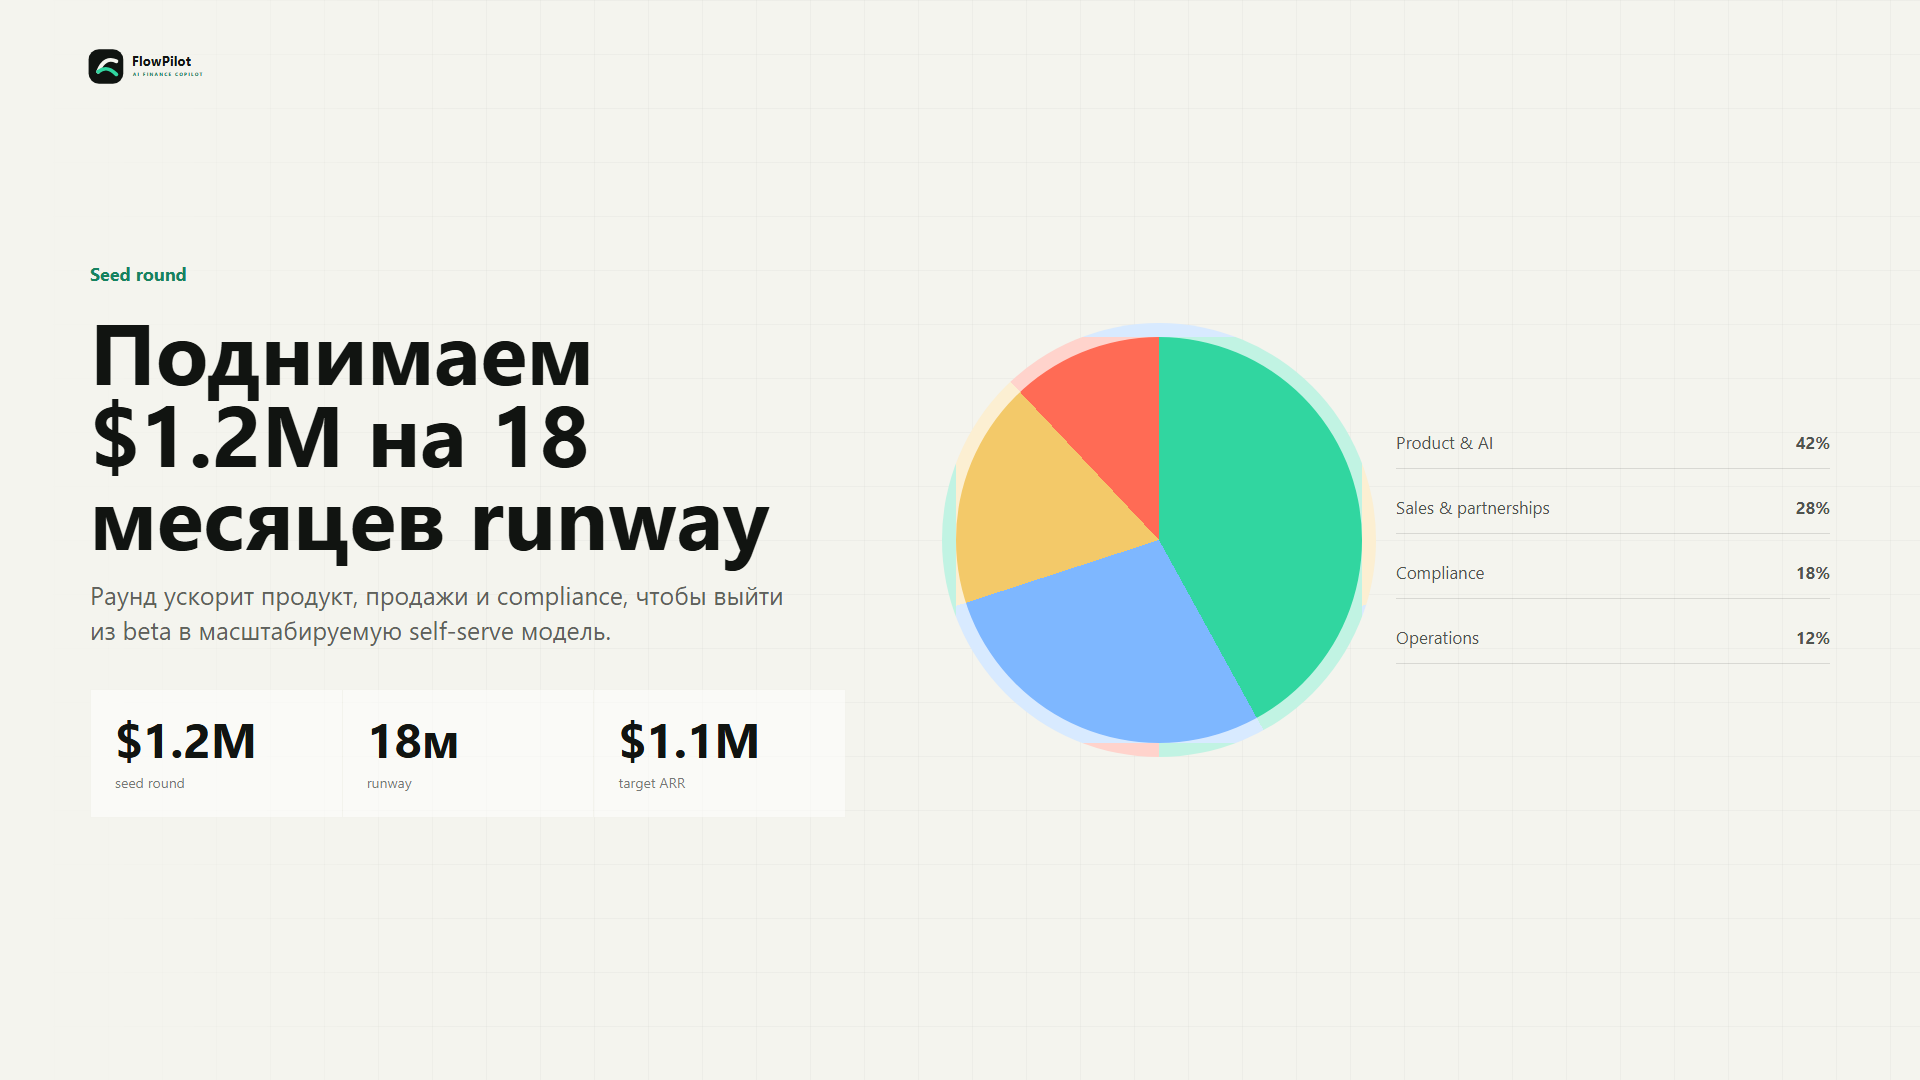 FlowPilot
AI FINANCE COPILOT
Seed round
Поднимаем
$1.2M на 18
месяцев runway
Раунд ускорит продукт, продажи и compliance, чтобы выйти
из beta в масштабируемую self-serve модель.
$1.2M
seed round
18м
runway
$1.1M
target ARR
Product & AI 42%
Sales & partnerships 28%
Compliance 18%
Operations 12%